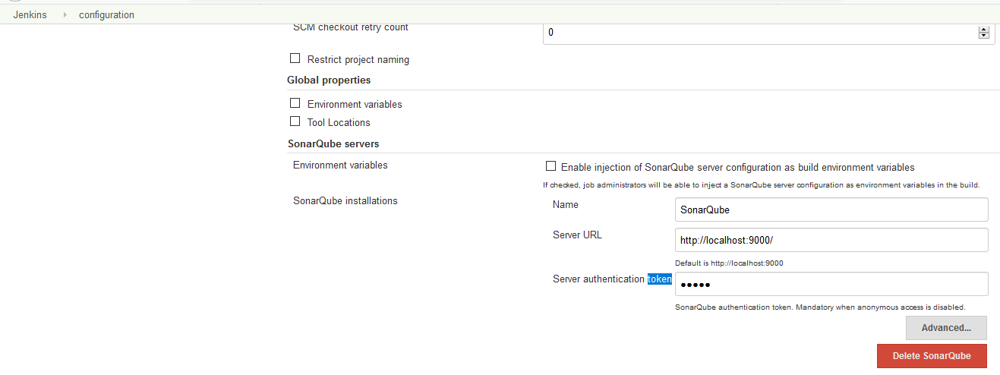 Jenkins configuration
SCM checkout retry count 0
Restrict project naming
Global properties
Environment variables
Tool Locations
SonarQube servers
Environment variables Enable injection of SonarQube server configuration as build environment variables
If checked, job administrators will be able to inject a SonarQube server configuration as environment variables in the build.
SonarQube installations Name SonarQube
Server URL http://localhost:9000/
Default is http://localhost:9000
Server authentication token •••••
SonarQube authentication token. Mandatory when anonymous access is disabled.
Advanced...
Delete SonarQube